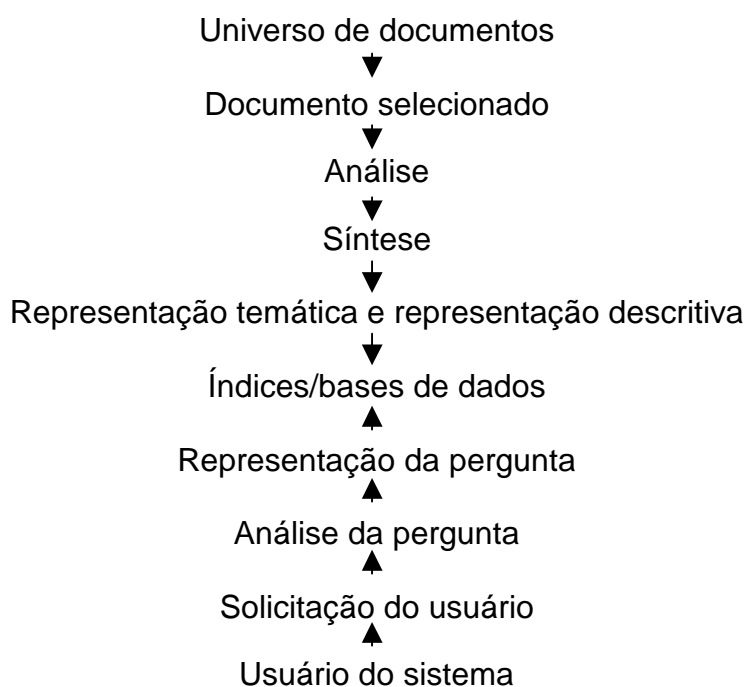 Universo de documentos
Documento selecionado
Análise
Síntese
Representação temática e representação descritiva
Índices/bases de dados
Representação da pergunta
Análise da pergunta
Solicitação do usuário
Usuário do sistema